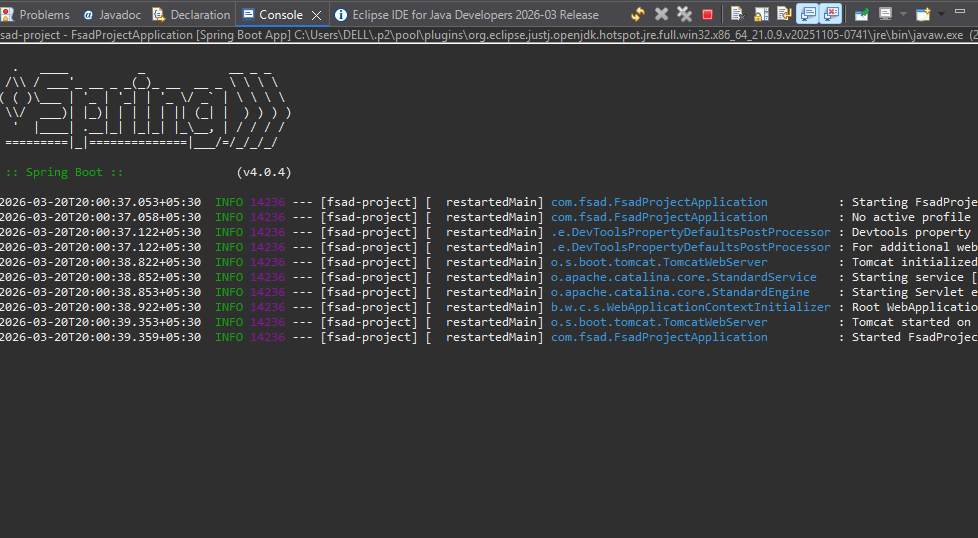 Problems @ Javadoc Declaration Console Eclipse IDE for Java Developers 2026-03 Release
sad-project - FsadProjectApplication [Spring Boot App] C:\Users\DELL\.p2\pool\plugins\org.eclipse.justj.openjdk.hotspot.jre.full.win32.x86_64_21.0.9.v20251105-0741\jre\bin\javaw.exe (2
  .   ____          _            __ _ _
 /\\ / ___'_ __ _ _(_)_ __  __ _ \ \ \ \
( ( )\___ | '_ | '_| | '_ \/ _` | \ \ \ \
 \\/  ___)| |_)| | | | | || (_| |  ) ) ) )
  '  |____| .__|_| |_|_| |_\__, | / / / /
 =========|_|==============|___/=/_/_/_/
:: Spring Boot :: (v4.0.4)
2026-03-20T20:00:37.053+05:30 INFO 14236 --- [fsad-project] [ restartedMain] com.fsad.FsadProjectApplication : Starting FsadProje
2026-03-20T20:00:37.058+05:30 INFO 14236 --- [fsad-project] [ restartedMain] com.fsad.FsadProjectApplication : No active profile
2026-03-20T20:00:37.122+05:30 INFO 14236 --- [fsad-project] [ restartedMain] .e.DevToolsPropertyDefaultsPostProcessor : Devtools property
2026-03-20T20:00:37.122+05:30 INFO 14236 --- [fsad-project] [ restartedMain] .e.DevToolsPropertyDefaultsPostProcessor : For additional web
2026-03-20T20:00:38.822+05:30 INFO 14236 --- [fsad-project] [ restartedMain] o.s.boot.tomcat.TomcatWebServer : Tomcat initialized
2026-03-20T20:00:38.852+05:30 INFO 14236 --- [fsad-project] [ restartedMain] o.apache.catalina.core.StandardService : Starting service [
2026-03-20T20:00:38.853+05:30 INFO 14236 --- [fsad-project] [ restartedMain] o.apache.catalina.core.StandardEngine : Starting Servlet e
2026-03-20T20:00:38.922+05:30 INFO 14236 --- [fsad-project] [ restartedMain] b.w.c.s.WebApplicationContextInitializer : Root WebApplicatio
2026-03-20T20:00:39.353+05:30 INFO 14236 --- [fsad-project] [ restartedMain] o.s.boot.tomcat.TomcatWebServer : Tomcat started on
2026-03-20T20:00:39.359+05:30 INFO 14236 --- [fsad-project] [ restartedMain] com.fsad.FsadProjectApplication : Started FsadProjec